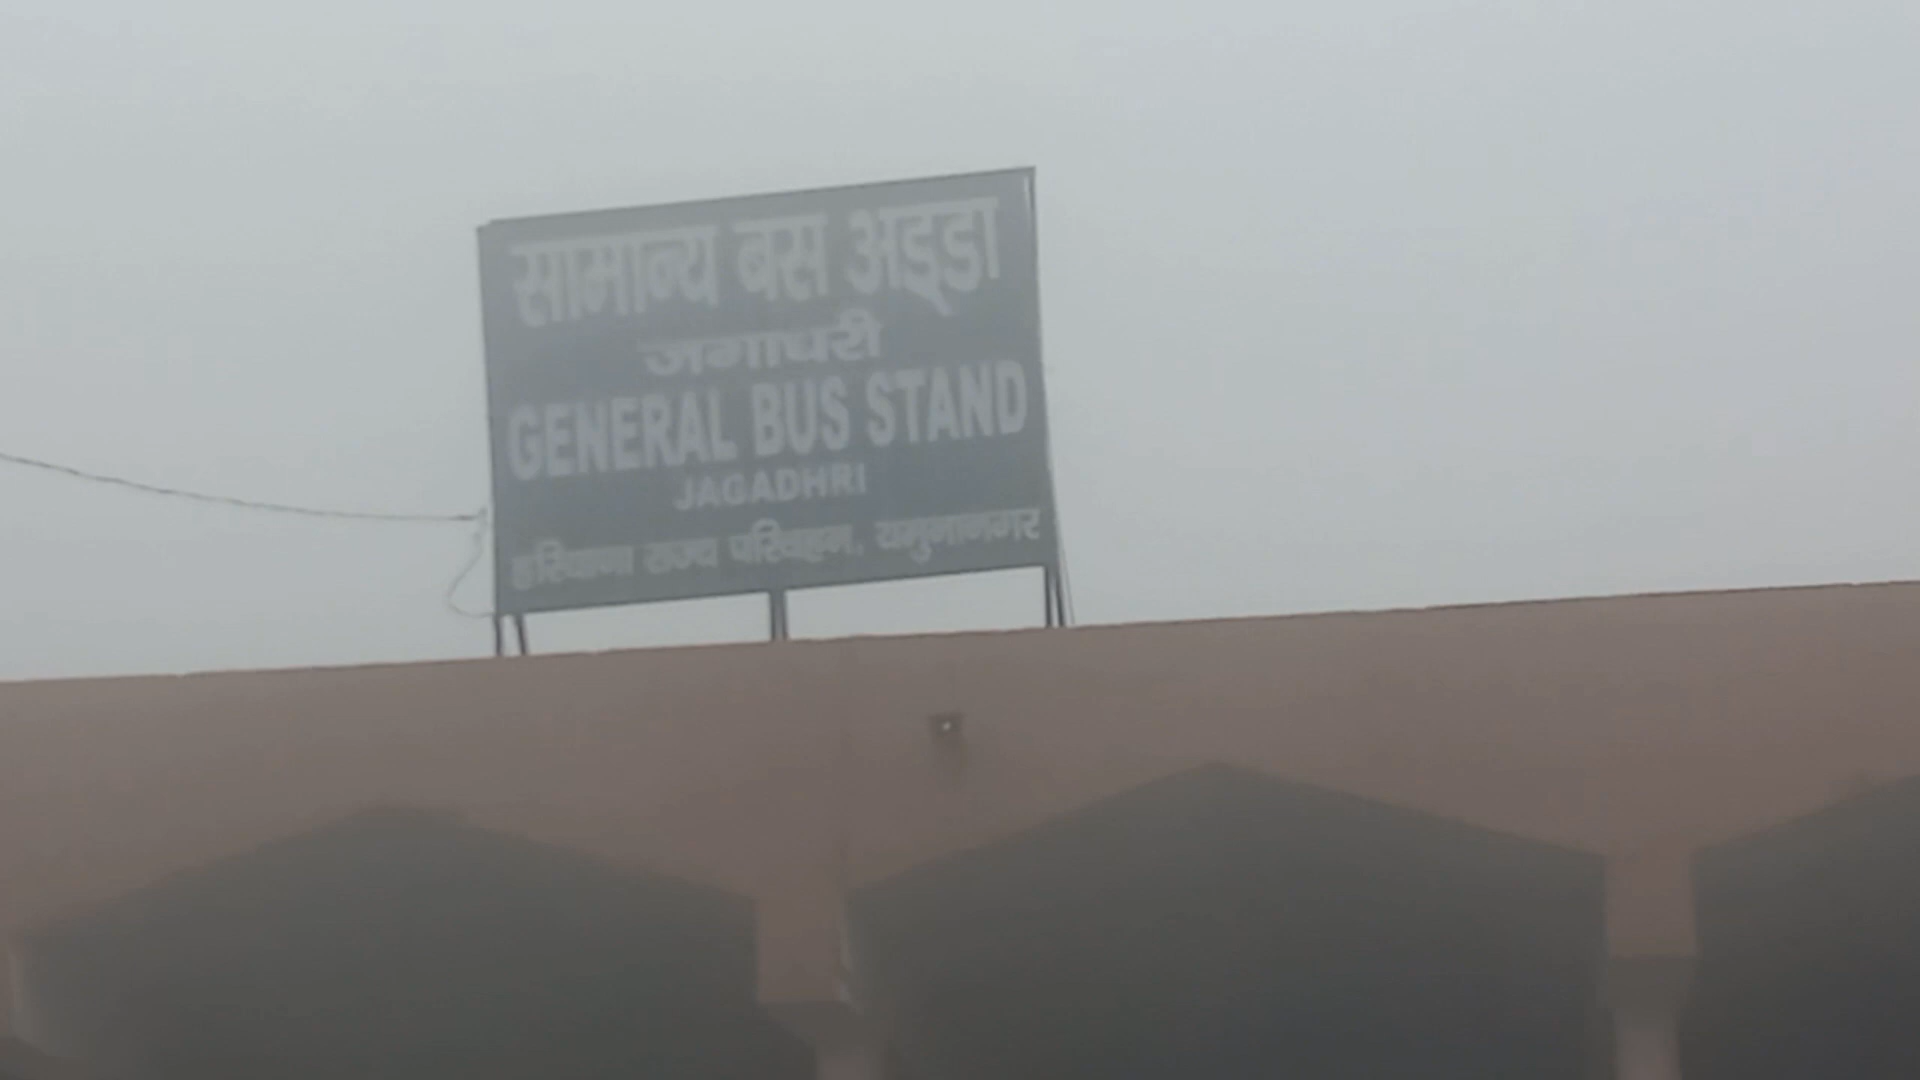 सामान्य बस अड्डा
जगाधरी
GENERAL BUS STAND
JAGADHRI
हरियाणा राज्य परिवहन, यमुनानगर